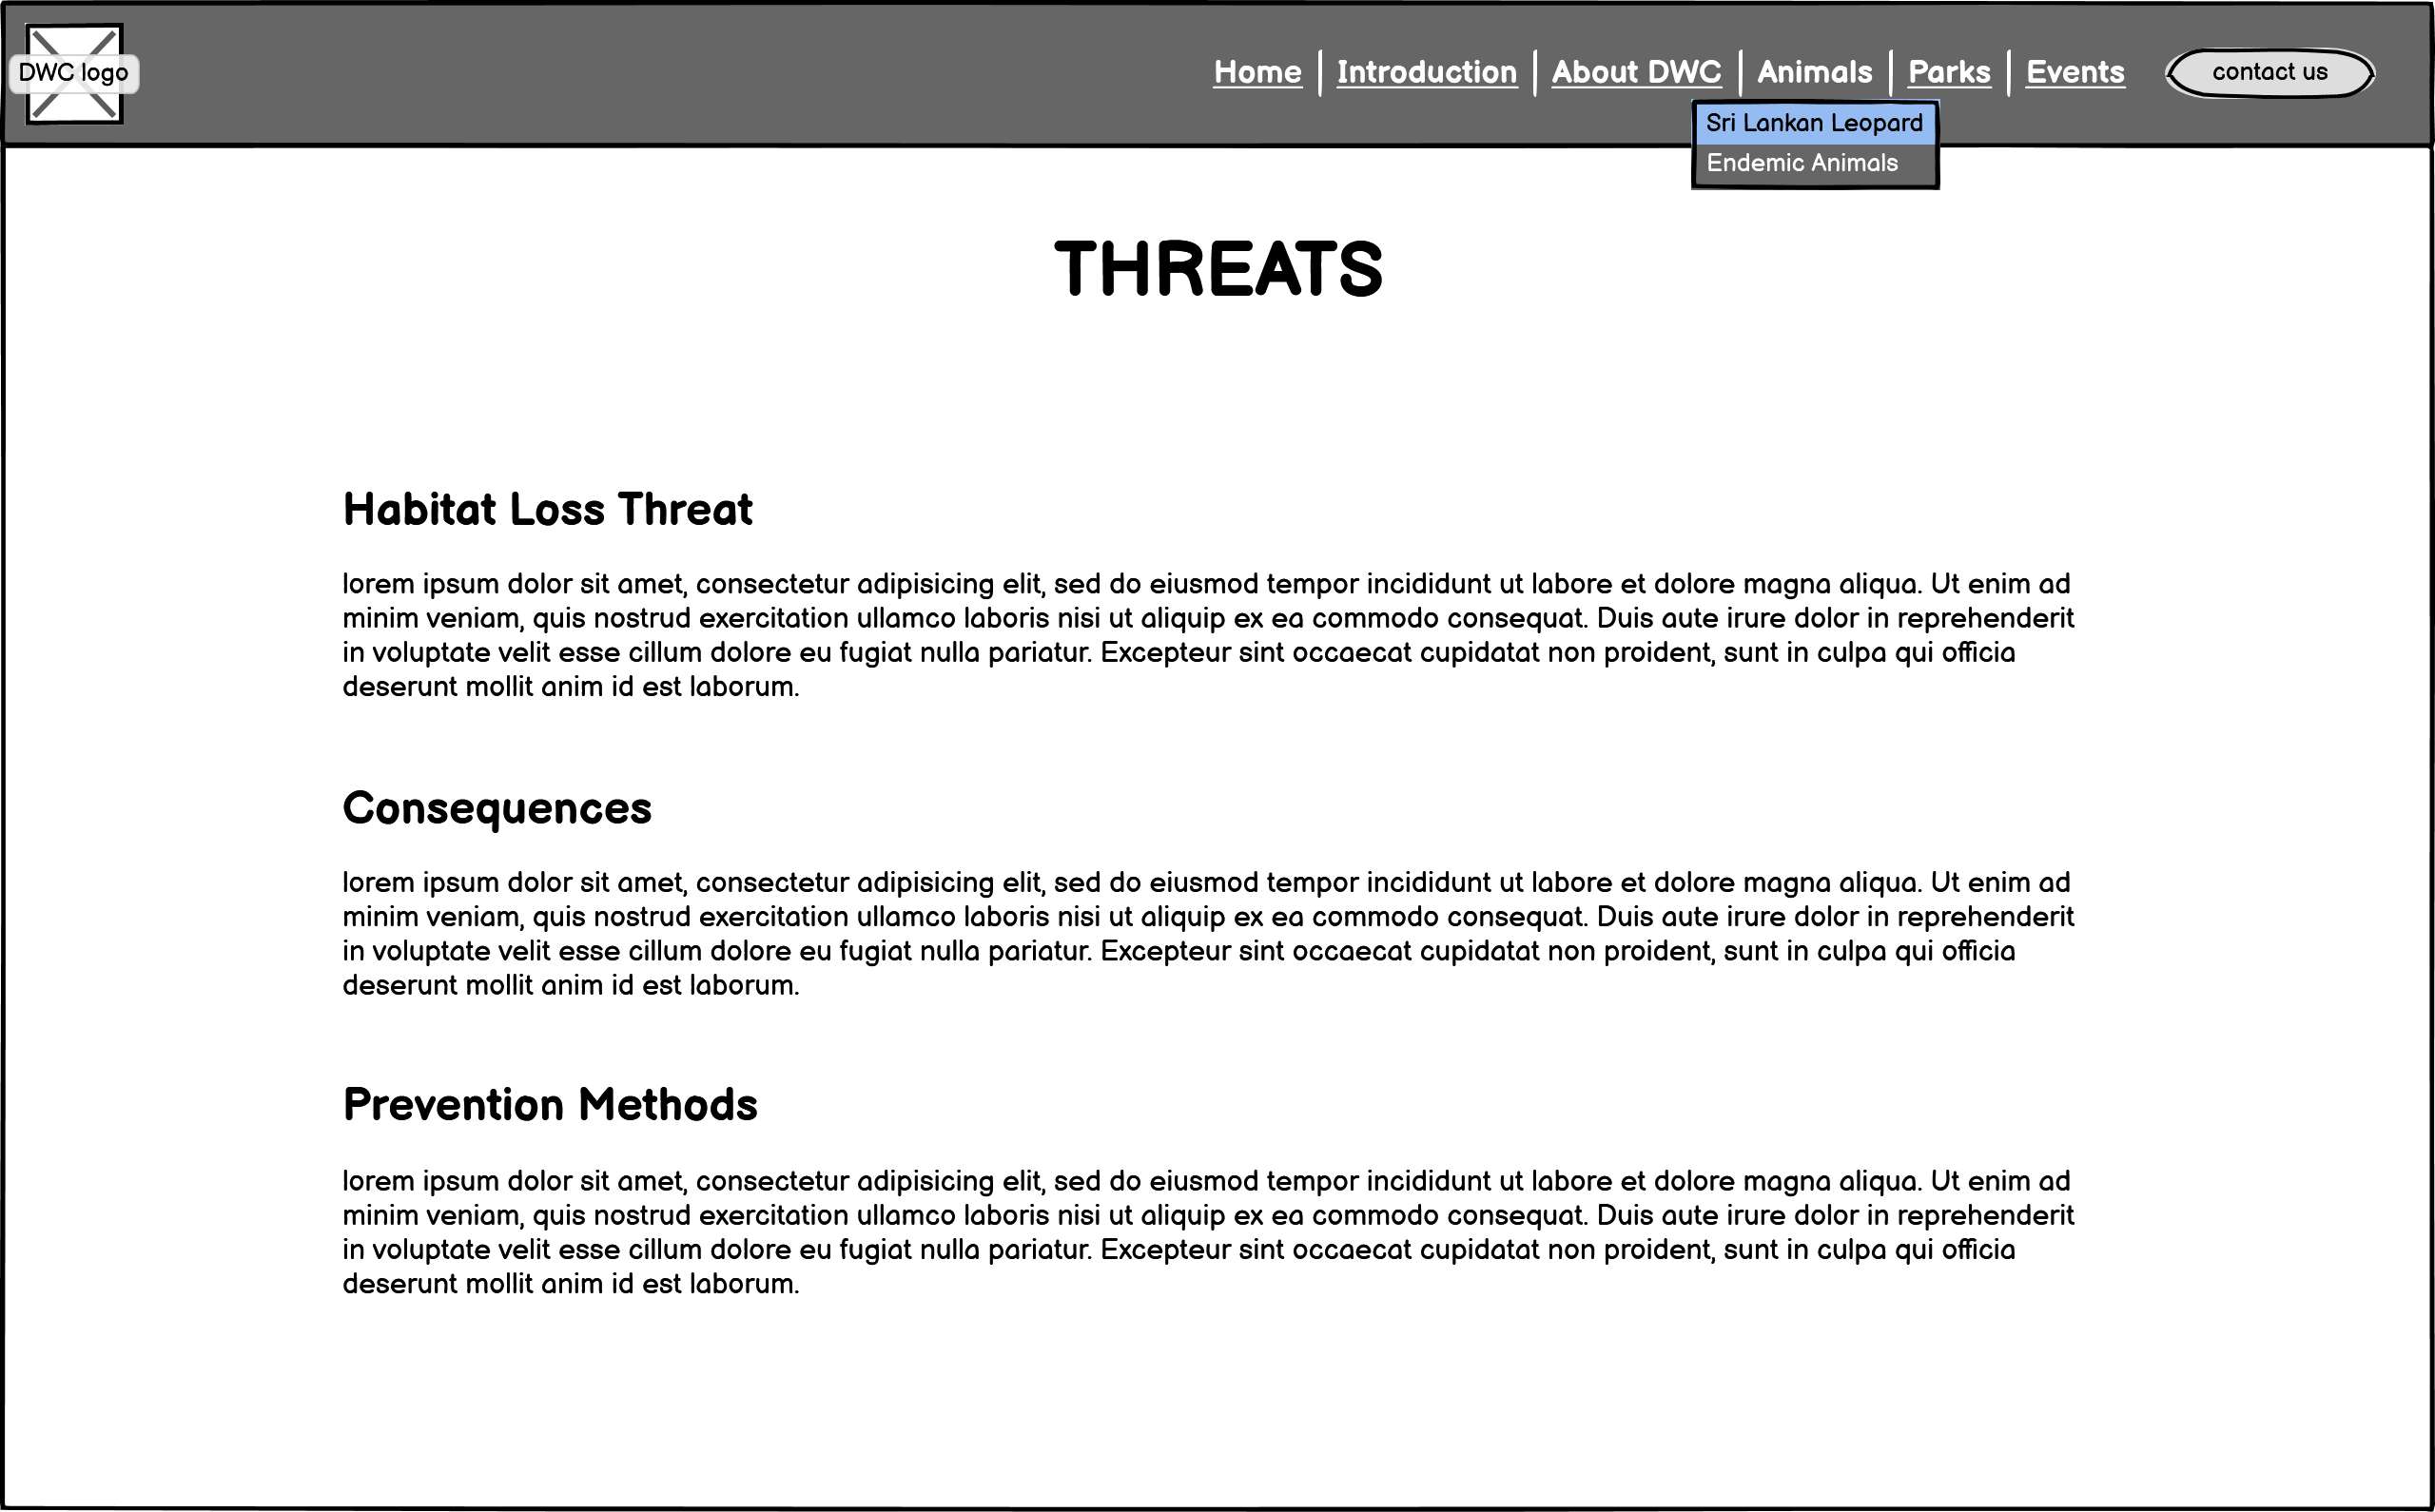 DWC logo
Home Introduction About DWC Animals Parks Events contact us
Sri Lankan Leopard
Endemic Animals
THREATS
Habitat Loss Threat
lorem ipsum dolor sit amet, consectetur adipisicing elit, sed do eiusmod tempor incididunt ut labore et dolore magna aliqua. Ut enim ad
minim veniam, quis nostrud exercitation ullamco laboris nisi ut aliquip ex ea commodo consequat. Duis aute irure dolor in reprehenderit
in voluptate velit esse cillum dolore eu fugiat nulla pariatur. Excepteur sint occaecat cupidatat non proident, sunt in culpa qui officia
deserunt mollit anim id est laborum.
Consequences
lorem ipsum dolor sit amet, consectetur adipisicing elit, sed do eiusmod tempor incididunt ut labore et dolore magna aliqua. Ut enim ad
minim veniam, quis nostrud exercitation ullamco laboris nisi ut aliquip ex ea commodo consequat. Duis aute irure dolor in reprehenderit
in voluptate velit esse cillum dolore eu fugiat nulla pariatur. Excepteur sint occaecat cupidatat non proident, sunt in culpa qui officia
deserunt mollit anim id est laborum.
Prevention Methods
lorem ipsum dolor sit amet, consectetur adipisicing elit, sed do eiusmod tempor incididunt ut labore et dolore magna aliqua. Ut enim ad
minim veniam, quis nostrud exercitation ullamco laboris nisi ut aliquip ex ea commodo consequat. Duis aute irure dolor in reprehenderit
in voluptate velit esse cillum dolore eu fugiat nulla pariatur. Excepteur sint occaecat cupidatat non proident, sunt in culpa qui officia
deserunt mollit anim id est laborum.